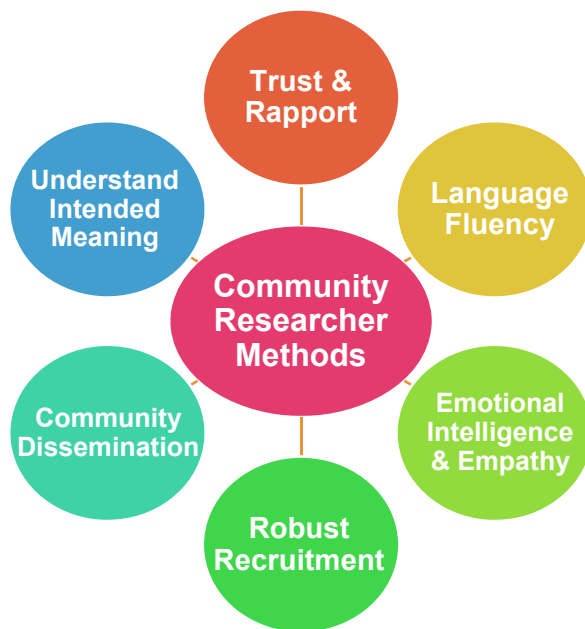 Trust &
Rapport
Understand
Intended
Meaning
Language
Fluency
Community
Researcher
Methods
Community
Dissemination
Emotional
Intelligence
& Empathy
Robust
Recruitment